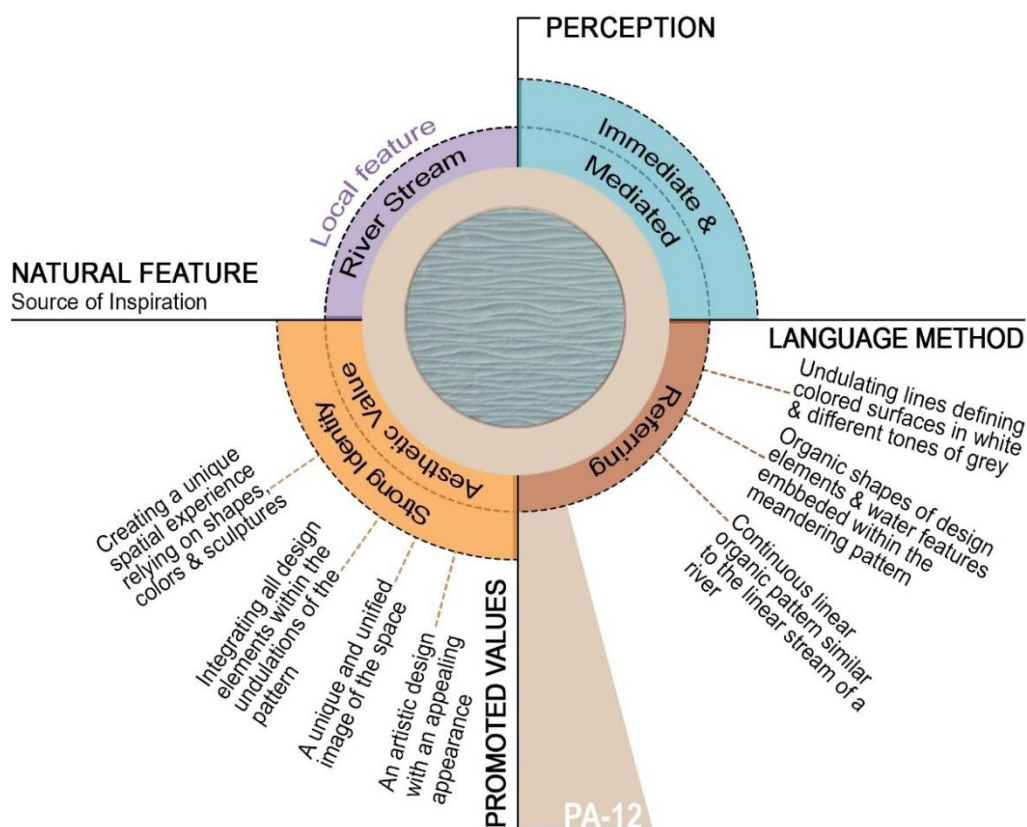 PERCEPTION
Immediate &
Mediated
Local feature
River Stream
NATURAL FEATURE
Source of Inspiration
LANGUAGE METHOD
Referring
Undulating lines defining
colored surfaces in white
& different tones of grey
Organic shapes of design
elements & water features
embbeded within the
meandering pattern
Continuous linear
organic pattern similar
to the linear stream of a
river
Aesthetic Value
Strong Identity
Creating a unique
spatial experience
relying on shapes,
colors & sculptures
Integrating all design
elements within the
undulations of the
pattern
A unique and unified
image of the space
An artistic design
with an appealing
appearance
PROMOTED VALUES
PA-12